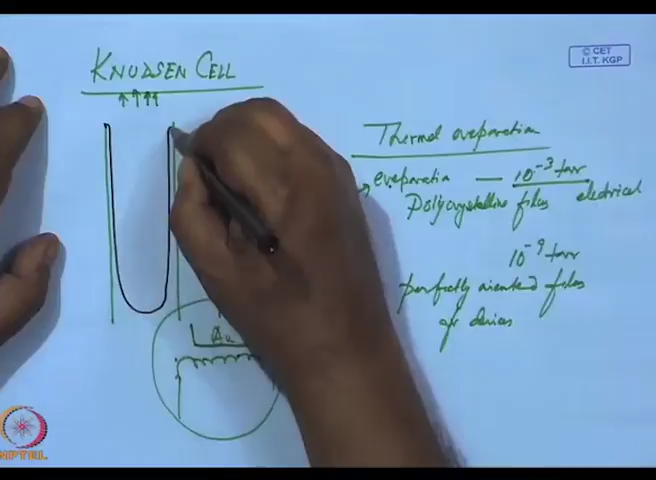 KNUDSEN CELL
© CET
I.I.T. KGP
Thermal evaporation
evaporation — 10⁻³ torr
Polycrystalline films electrical
10⁻⁹ torr
perfectly oriented films
for devices
Au
NPTEL